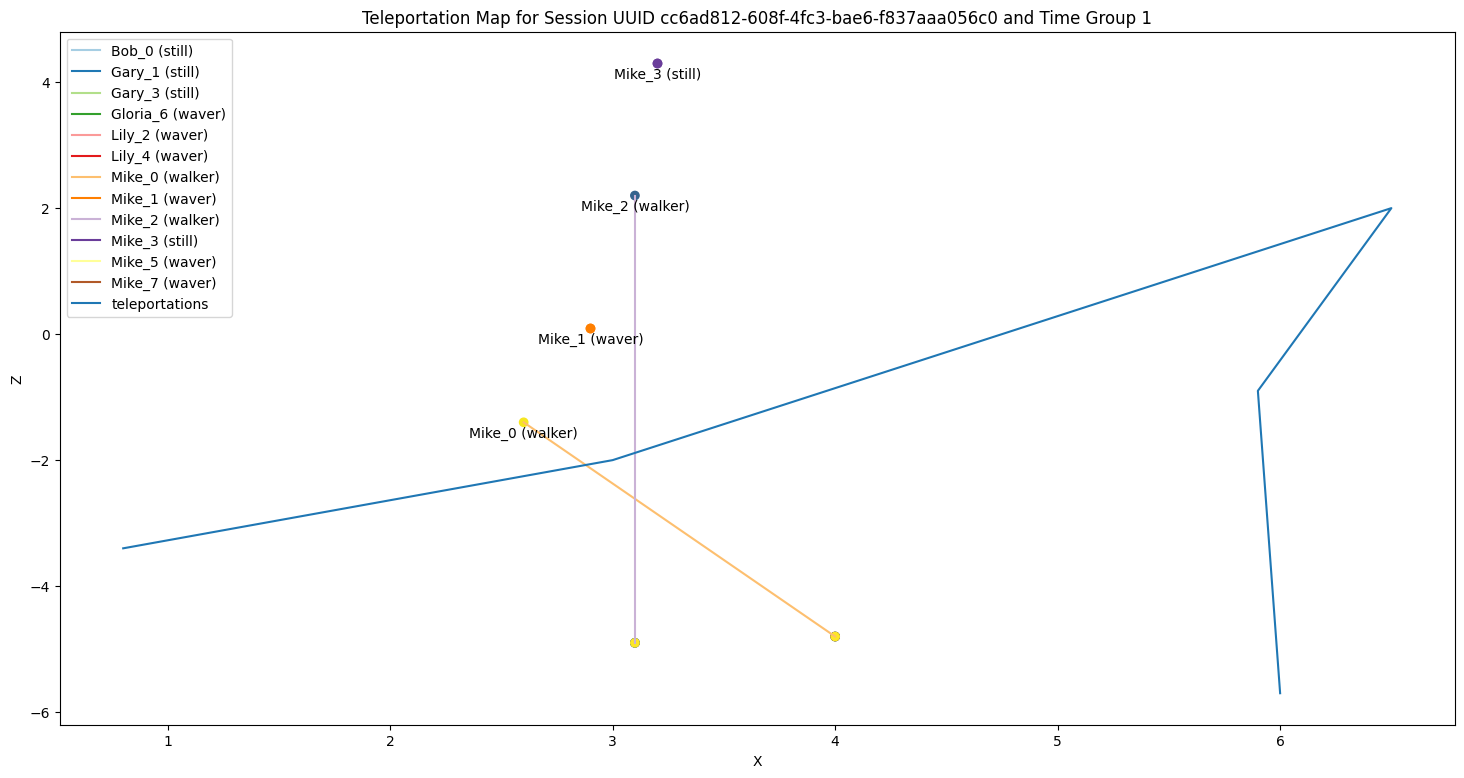 Teleportation Map for Session UUID cc6ad812-608f-4fc3-bae6-f837aaa056c0 and Time Group 1
Bob_0 (still)
Gary_1 (still)
Gary_3 (still)
Gloria_6 (waver)
Lily_2 (waver)
Lily_4 (waver)
Mike_0 (walker)
Mike_1 (waver)
Mike_2 (walker)
Mike_3 (still)
Mike_5 (waver)
Mike_7 (waver)
teleportations
Mike_3 (still)
Mike_2 (walker)
Mike_1 (waver)
Mike_0 (walker)
4
2
0
−2
−4
−6
Z
1 2 3 4 5 6
X